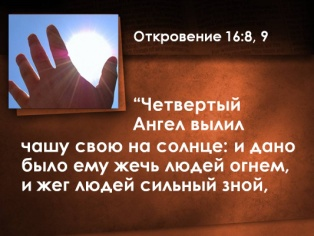 Откровение 16:8, 9
“Четвертый
Ангел вылил
чашу свою на солнце: и дано
было ему жечь людей огнем,
и жег людей сильный зной,